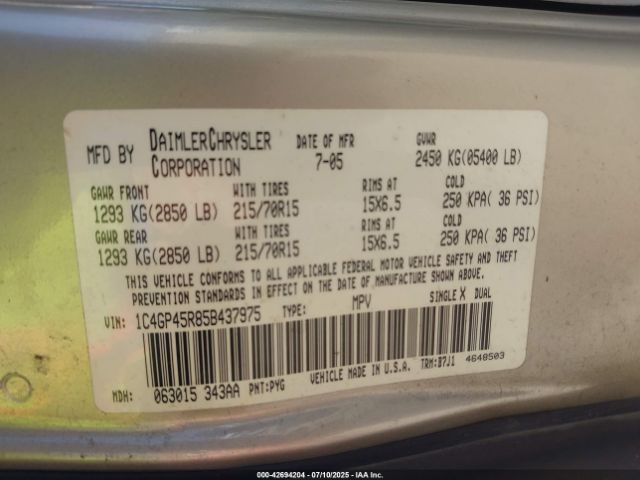 MFD BY DAIMLERCHRYSLER CORPORATION DATE OF MFR 7-05 GVWR 2450 KG(05400 LB)
GAWR FRONT WITH TIRES RIMS AT COLD
1293 KG(2850 LB) 215/70R15 15X6.5 250 KPA( 36 PSI)
GAWR REAR WITH TIRES RIMS AT COLD
1293 KG(2850 LB) 215/70R15 15X6.5 250 KPA( 36 PSI)
THIS VEHICLE CONFORMS TO ALL APPLICABLE FEDERAL MOTOR VEHICLE SAFETY AND THEFT
PREVENTION STANDARDS IN EFFECT ON THE DATE OF MANUFACTURE SHOWN ABOVE.
VIN: 1C4GP45R85B437975 TYPE: MPV SINGLE X DUAL
MDH: 063015 343AA PNT:PYG VEHICLE MADE IN U.S.A. TRM:B7J1 4648503
000-42694204 | 07/10/2025 | IAA Inc.